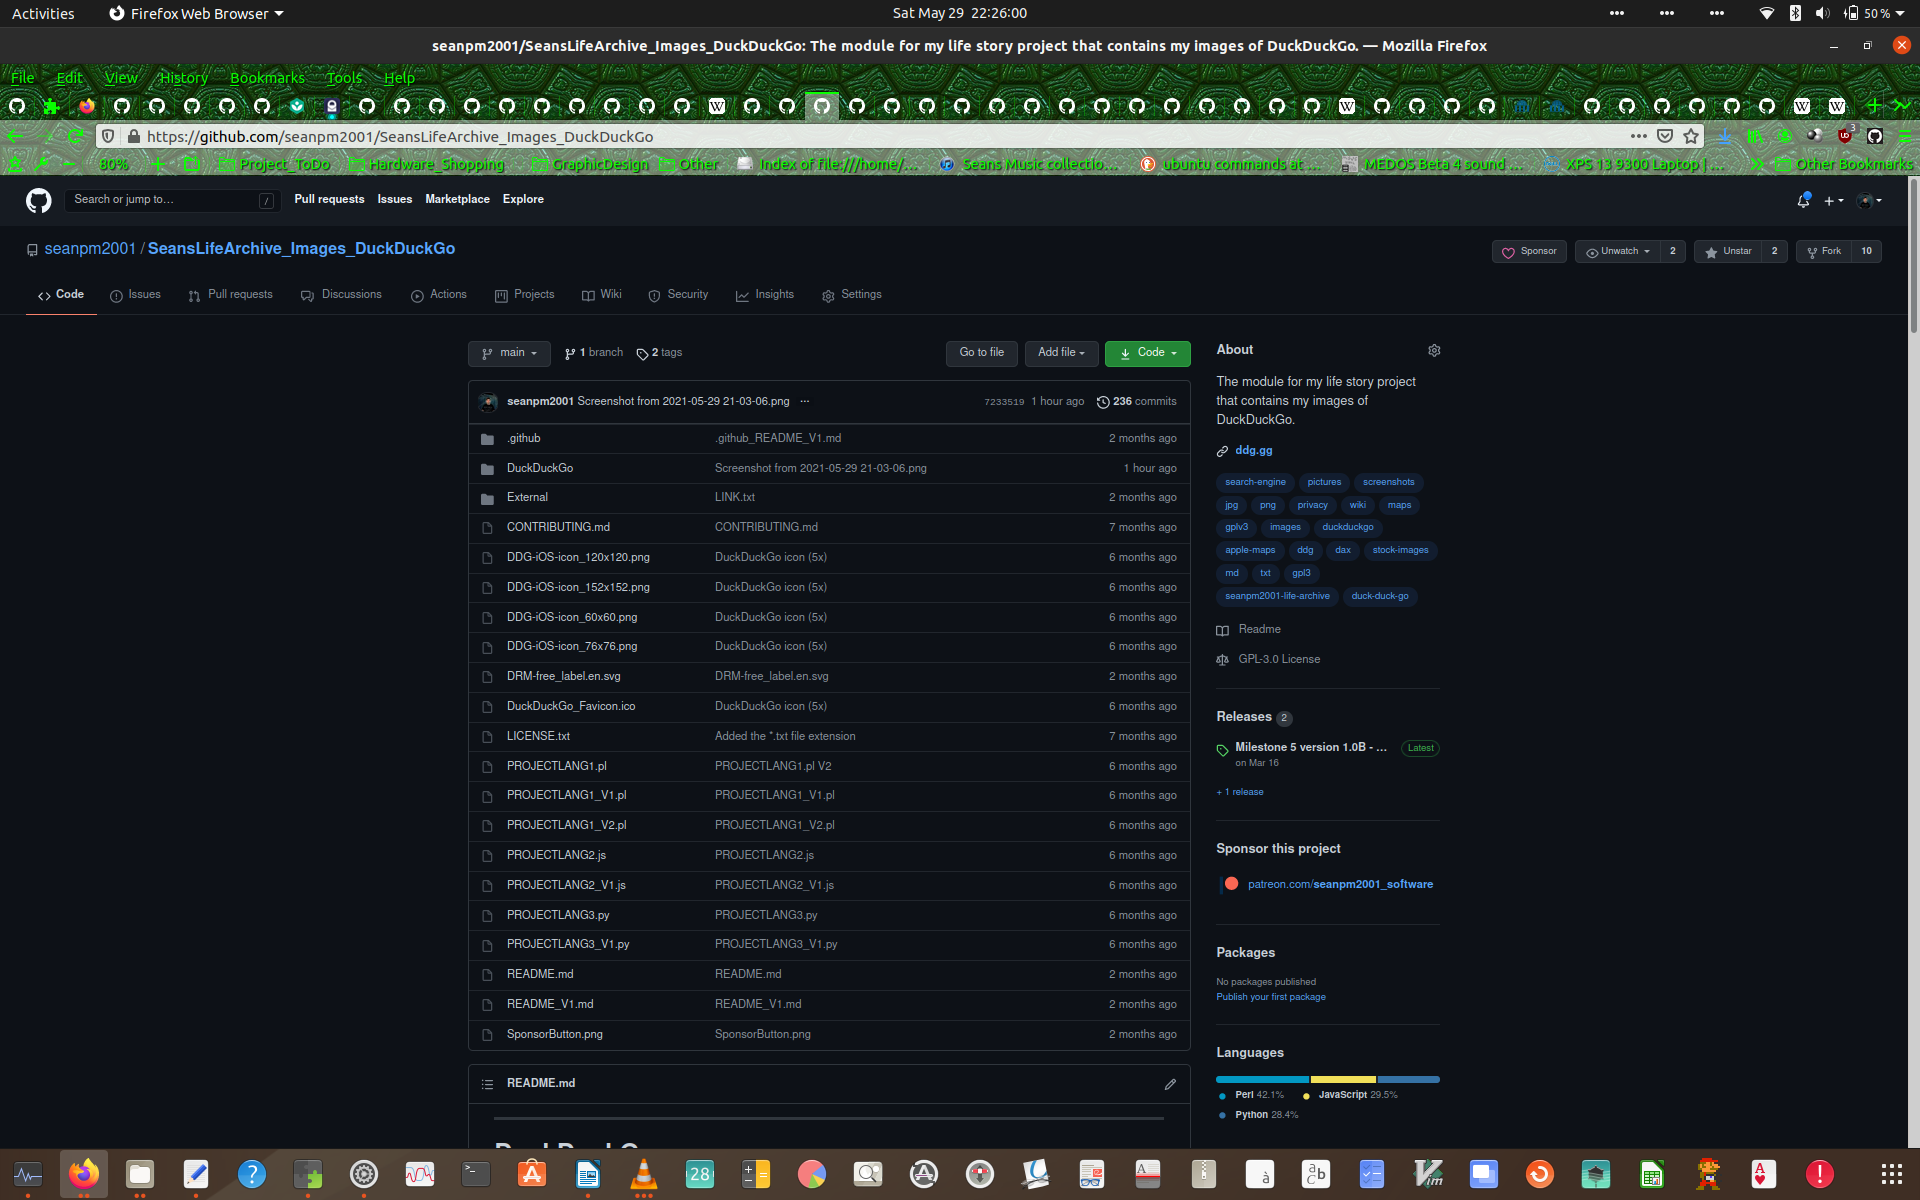 Activities Firefox Web Browser Sat May 29 22:26:00 50 %
seanpm2001/SeansLifeArchive_Images_DuckDuckGo: The module for my life story project that contains my images of DuckDuckGo. — Mozilla Firefox
File Edit View History Bookmarks Tools Help
https://github.com/seanpm2001/SeansLifeArchive_Images_DuckDuckGo
80% Project_ToDo Hardware_Shopping GraphicDesign Other Index of file:///home/… Seans Music collectio… ubuntu commands at … MEDOS Beta 4 sound … XPS 13 9300 Laptop | … Other Bookmarks
Search or jump to… / Pull requests Issues Marketplace Explore
seanpm2001 / SeansLifeArchive_Images_DuckDuckGo
Sponsor Unwatch 2 Unstar 2 Fork 10
Code Issues Pull requests Discussions Actions Projects Wiki Security Insights Settings
main 1 branch 2 tags Go to file Add file Code
seanpm2001 Screenshot from 2021-05-29 21-03-06.png ··· 7233519 1 hour ago 236 commits
.github .github_README_V1.md 2 months ago
DuckDuckGo Screenshot from 2021-05-29 21-03-06.png 1 hour ago
External LINK.txt 2 months ago
CONTRIBUTING.md CONTRIBUTING.md 7 months ago
DDG-iOS-icon_120x120.png DuckDuckGo icon (5x) 6 months ago
DDG-iOS-icon_152x152.png DuckDuckGo icon (5x) 6 months ago
DDG-iOS-icon_60x60.png DuckDuckGo icon (5x) 6 months ago
DDG-iOS-icon_76x76.png DuckDuckGo icon (5x) 6 months ago
DRM-free_label.en.svg DRM-free_label.en.svg 2 months ago
DuckDuckGo_Favicon.ico DuckDuckGo icon (5x) 6 months ago
LICENSE.txt Added the *.txt file extension 7 months ago
PROJECTLANG1.pl PROJECTLANG1.pl V2 6 months ago
PROJECTLANG1_V1.pl PROJECTLANG1_V1.pl 6 months ago
PROJECTLANG1_V2.pl PROJECTLANG1_V2.pl 6 months ago
PROJECTLANG2.js PROJECTLANG2.js 6 months ago
PROJECTLANG2_V1.js PROJECTLANG2_V1.js 6 months ago
PROJECTLANG3.py PROJECTLANG3.py 6 months ago
PROJECTLANG3_V1.py PROJECTLANG3_V1.py 6 months ago
README.md README.md 2 months ago
README_V1.md README_V1.md 2 months ago
SponsorButton.png SponsorButton.png 2 months ago
README.md
About
The module for my life story project
that contains my images of
DuckDuckGo.
ddg.gg
search-engine pictures screenshots
jpg png privacy wiki maps
gplv3 images duckduckgo
apple-maps ddg dax stock-images
md txt gpl3
seanpm2001-life-archive duck-duck-go
Readme
GPL-3.0 License
Releases 2
Milestone 5 version 1.0B - ... Latest
on Mar 16
+ 1 release
Sponsor this project
patreon.com/seanpm2001_software
Packages
No packages published
Publish your first package
Languages
Perl 42.1% JavaScript 29.5%
Python 28.4%